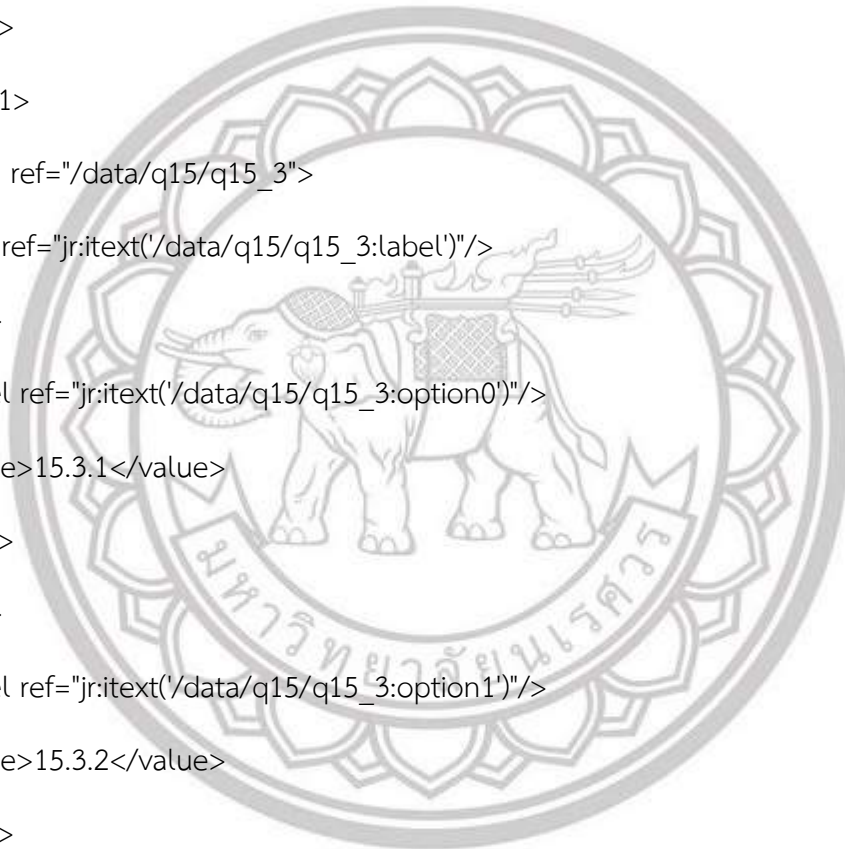 >
1>
ref="/data/q15/q15_3">
ref="jr:itext('/data/q15/q15_3:label')"/>
>
el ref="jr:itext('/data/q15/q15_3:option0')"/>
e>15.3.1</value>
>
>
el ref="jr:itext('/data/q15/q15_3:option1')"/>
e>15.3.2</value>
>
มหาวิทยาลัยนเรศวร